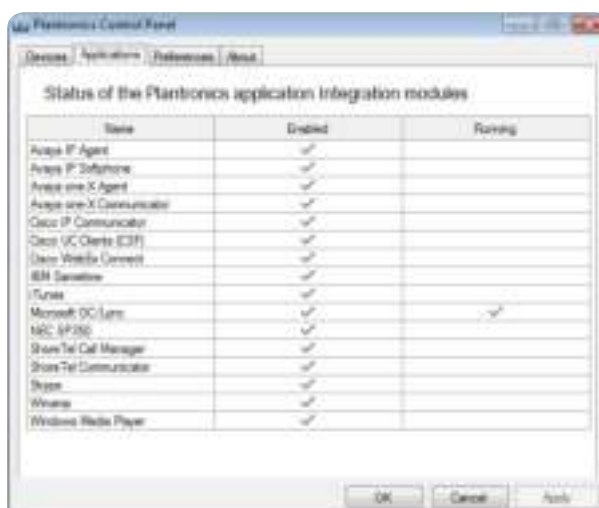 Plantronics Control Panel
Devices Applications Preferences About
Status of the Plantronics application integration modules
Name Enabled Running
Avaya IP Agent
Avaya IP Softphone
Avaya one-X Agent
Avaya one-X Communicator
Cisco IP Communicator
Cisco UC Clients (CSF)
Cisco WebEx Connect
IBM Sametime
iTunes
Microsoft OC/Lync
NEC SP350
ShoreTel Call Manager
ShoreTel Communicator
Skype
Winamp
Windows Media Player
OK Cancel Apply